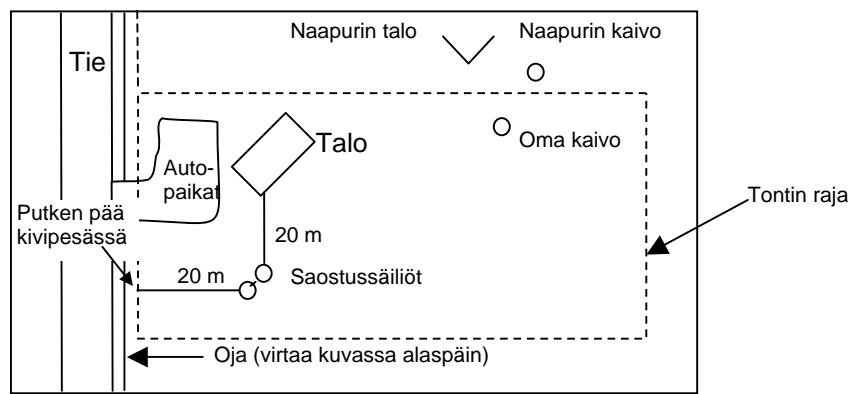 Naapurin talo
Naapurin kaivo
Tie
Talo
Oma kaivo
Auto-
paikat
Tontin raja
Putken pää
kivipesässä
20 m
20 m
Saostussäiliöt
Oja (virtaa kuvassa alaspäin)